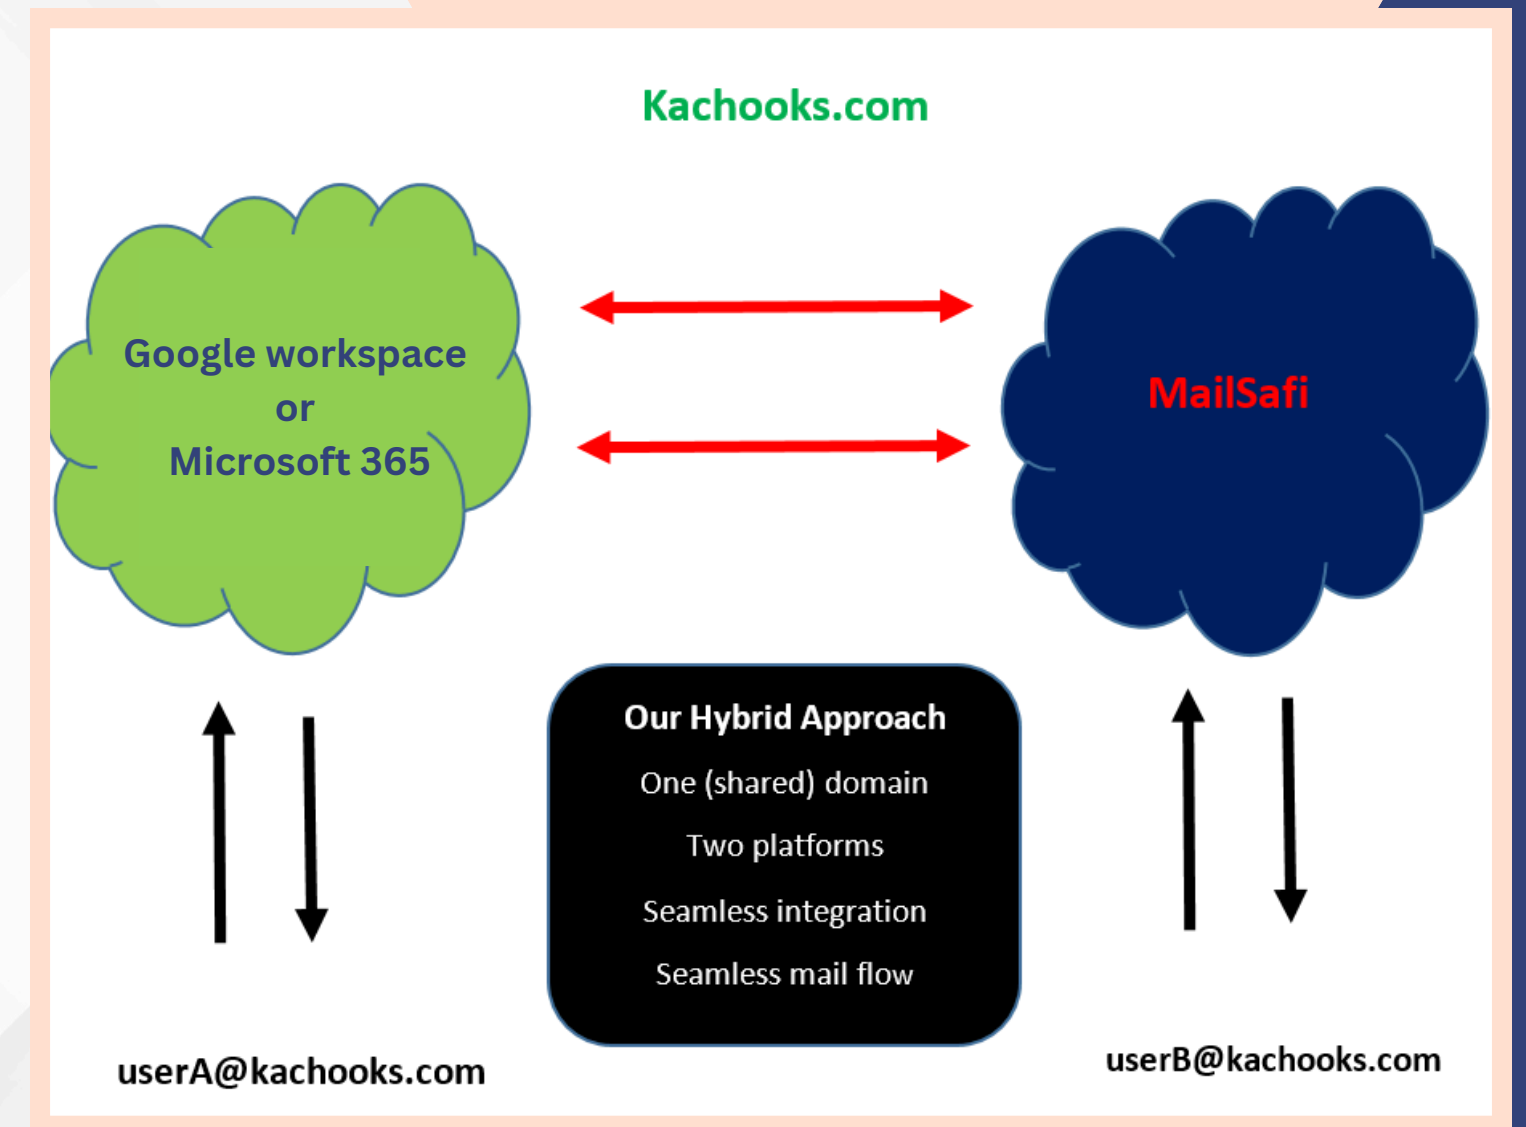 Kachooks.com
Google workspace
or
Microsoft 365
MailSafi
Our Hybrid Approach
One (shared) domain
Two platforms
Seamless integration
Seamless mail flow
userA@kachooks.com
userB@kachooks.com